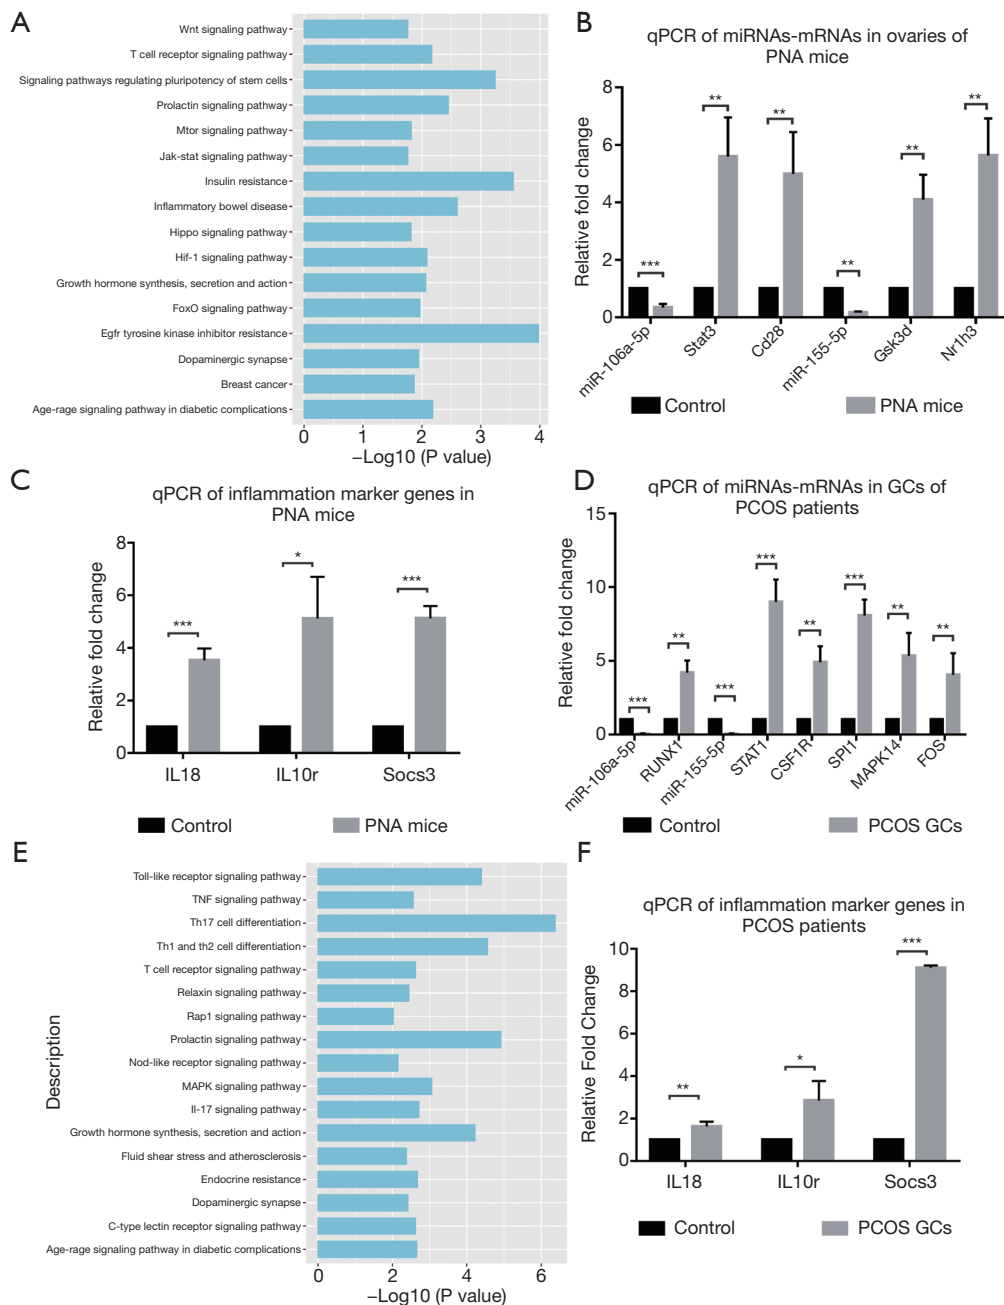 A
Wnt signaling pathway
T cell receptor signaling pathway
Signaling pathways regulating pluripotency of stem cells
Prolactin signaling pathway
Mtor signaling pathway
Jak-stat signaling pathway
Insulin resistance
Inflammatory bowel disease
Hippo signaling pathway
Hif-1 signaling pathway
Growth hormone synthesis, secretion and action
FoxO signaling pathway
Egfr tyrosine kinase inhibitor resistance
Dopaminergic synapse
Breast cancer
Age-rage signaling pathway in diabetic complications
0 1 2 3 4
−Log10 (P value)
B
qPCR of miRNAs-mRNAs in ovaries of
PNA mice
Relative fold change
8
6
4
2
0
*** ** ** ** ** **
miR-106a-5p Stat3 Cd28 miR-155-5p Gsk3d Nr1h3
Control PNA mice
C
qPCR of inflammation marker genes in
PNA mice
Relative fold change
8
6
4
2
0
*** * ***
IL18 IL10r Socs3
Control PNA mice
D
qPCR of miRNAs-mRNAs in GCs of
PCOS patients
Relative fold change
15
10
5
0
*** ** *** *** ** *** ** **
miR-106a-5p RUNX1 miR-155-5p STAT1 CSF1R SPI1 MAPK14 FOS
Control PCOS GCs
E
Description
Toll-like receptor signaling pathway
TNF signaling pathway
Th17 cell differentiation
Th1 and th2 cell differentiation
T cell receptor signaling pathway
Relaxin signaling pathway
Rap1 signaling pathway
Prolactin signaling pathway
Nod-like receptor signaling pathway
MAPK signaling pathway
Il-17 signaling pathway
Growth hormone synthesis, secretion and action
Fluid shear stress and atherosclerosis
Endocrine resistance
Dopaminergic synapse
C-type lectin receptor signaling pathway
Age-rage signaling pathway in diabetic complications
0 2 4 6
−Log10 (P value)
F
qPCR of inflammation marker genes in
PCOS patients
Relative Fold Change
10
8
6
4
2
0
** * ***
IL18 IL10r Socs3
Control PCOS GCs